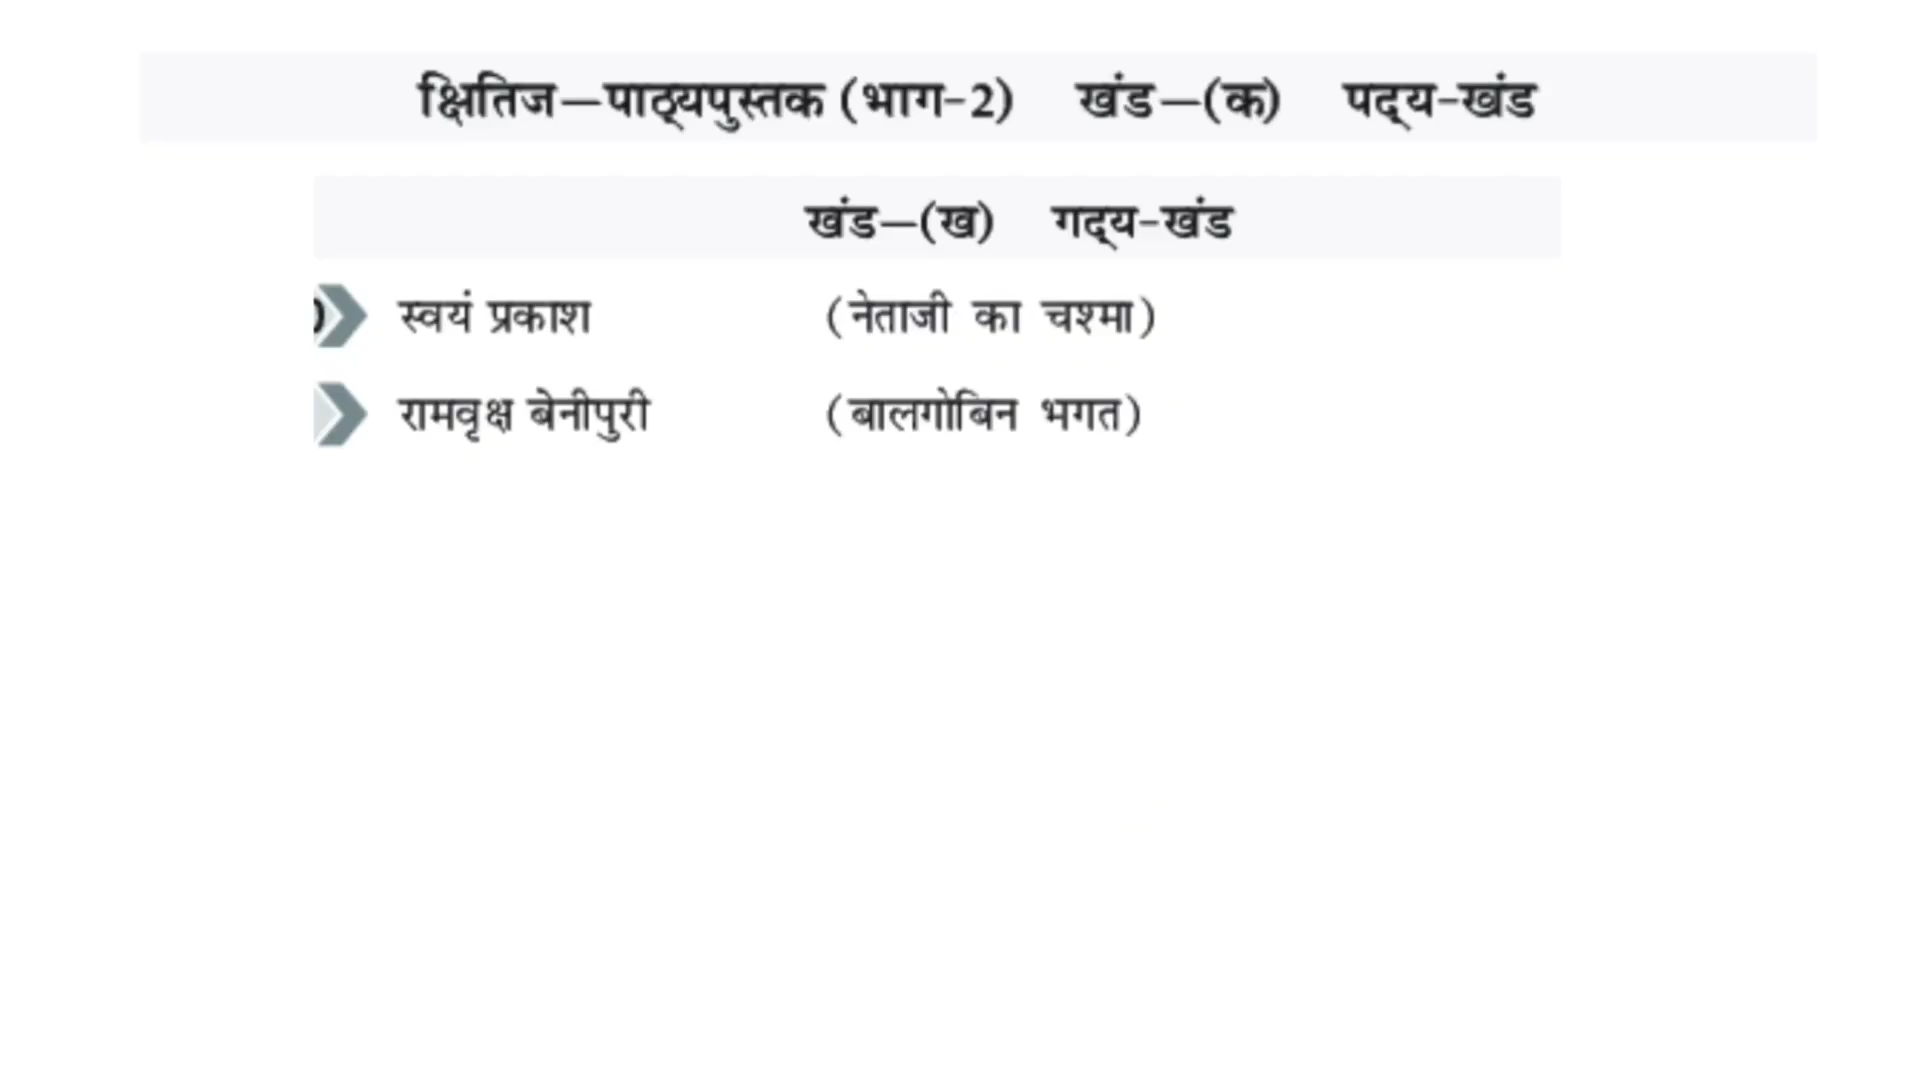 क्षितिज—पाठ्यपुस्तक (भाग-2) खंड—(क) पद्य-खंड
खंड—(ख) गद्य-खंड
स्वयं प्रकाश (नेताजी का चश्मा)
रामवृक्ष बेनीपुरी (बालगोबिन भगत)